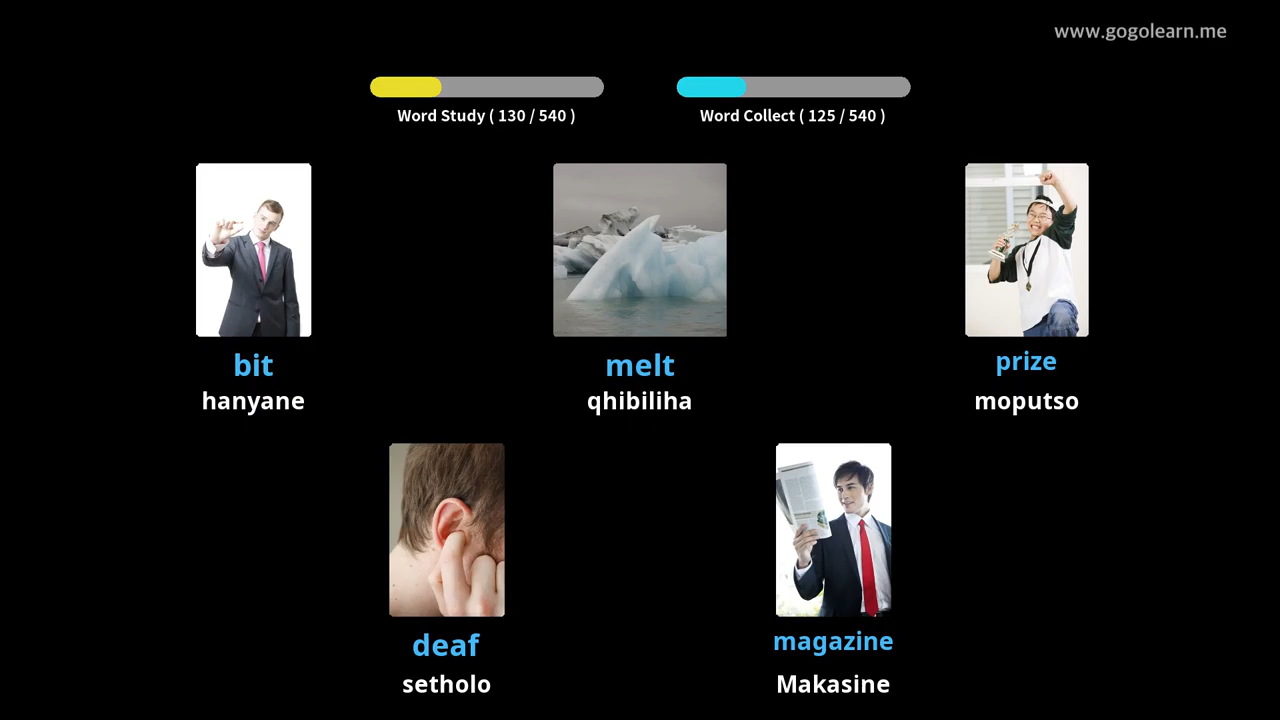 www.gogolearn.me
Word Study ( 130 / 540 )
Word Collect ( 125 / 540 )
bit
hanyane
melt
qhibiliha
prize
moputso
deaf
setholo
magazine
Makasine